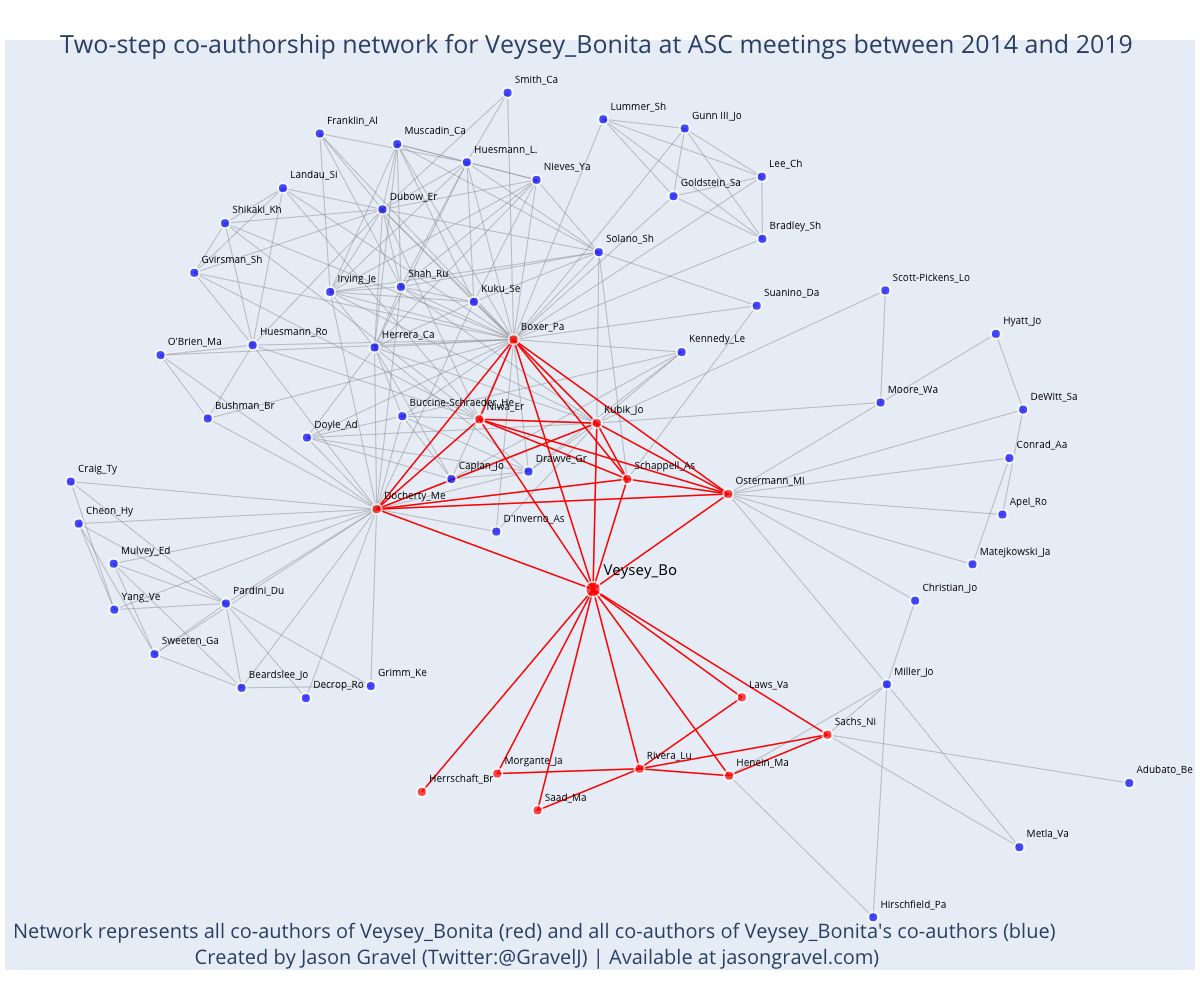 Two-step co-authorship network for Veysey_Bonita at ASC meetings between 2014 and 2019
Smith_Ca
Lummer_Sh
Gunn III_Jo
Franklin_Al
Muscadin_Ca
Huesmann_L.
Nieves_Ya
Lee_Ch
Landau_Si
Dubow_Er
Goldstein_Sa
Shikaki_Kh
Bradley_Sh
Solano_Sh
Gvirsman_Sh
Irving_Je
Shah_Ru
Kuku_Se
Suanino_Da
Scott-Pickens_Lo
Boxer_Pa
Huesmann_Ro
Herrera_Ca
O'Brien_Ma
Kennedy_Le
Hyatt_Jo
Moore_Wa
DeWitt_Sa
Bushman_Br
Buccine-Schraeder_He
Niwa_Er
Kubik_Jo
Doyle_Ad
Conrad_Aa
Craig_Ty
Caplan_Jo
Drawve_Gr
Schappell_As
Ostermann_Mi
Docherty_Me
Apel_Ro
Cheon_Hy
D'Inverno_As
Mulvey_Ed
Matejkowski_Ja
Veysey_Bo
Yang_Ve
Pardini_Du
Christian_Jo
Sweeten_Ga
Beardslee_Jo
Decrop_Ro
Grimm_Ke
Miller_Jo
Laws_Va
Sachs_Ni
Morgante_Ja
Rivera_Lu
Henein_Ma
Herrschaft_Br
Saad_Ma
Adubato_Be
Metla_Va
Hirschfield_Pa
Network represents all co-authors of Veysey_Bonita (red) and all co-authors of Veysey_Bonita's co-authors (blue)
Created by Jason Gravel (Twitter:@GravelJ) | Available at jasongravel.com)